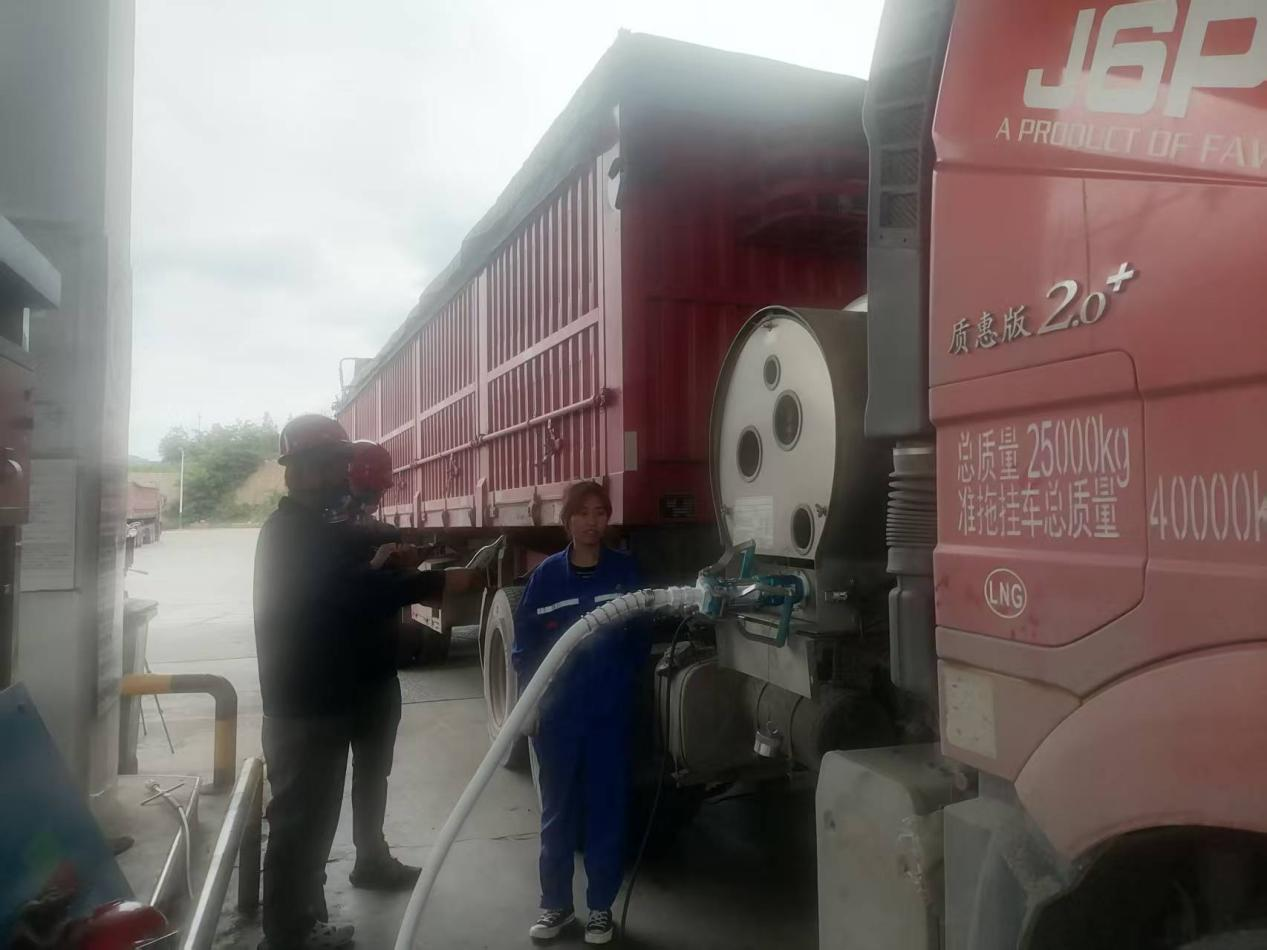 J6P
A PRODUCT OF FAW
质惠版 2.0+
总质量 25000kg
准拖挂车总质量 40000k
LNG